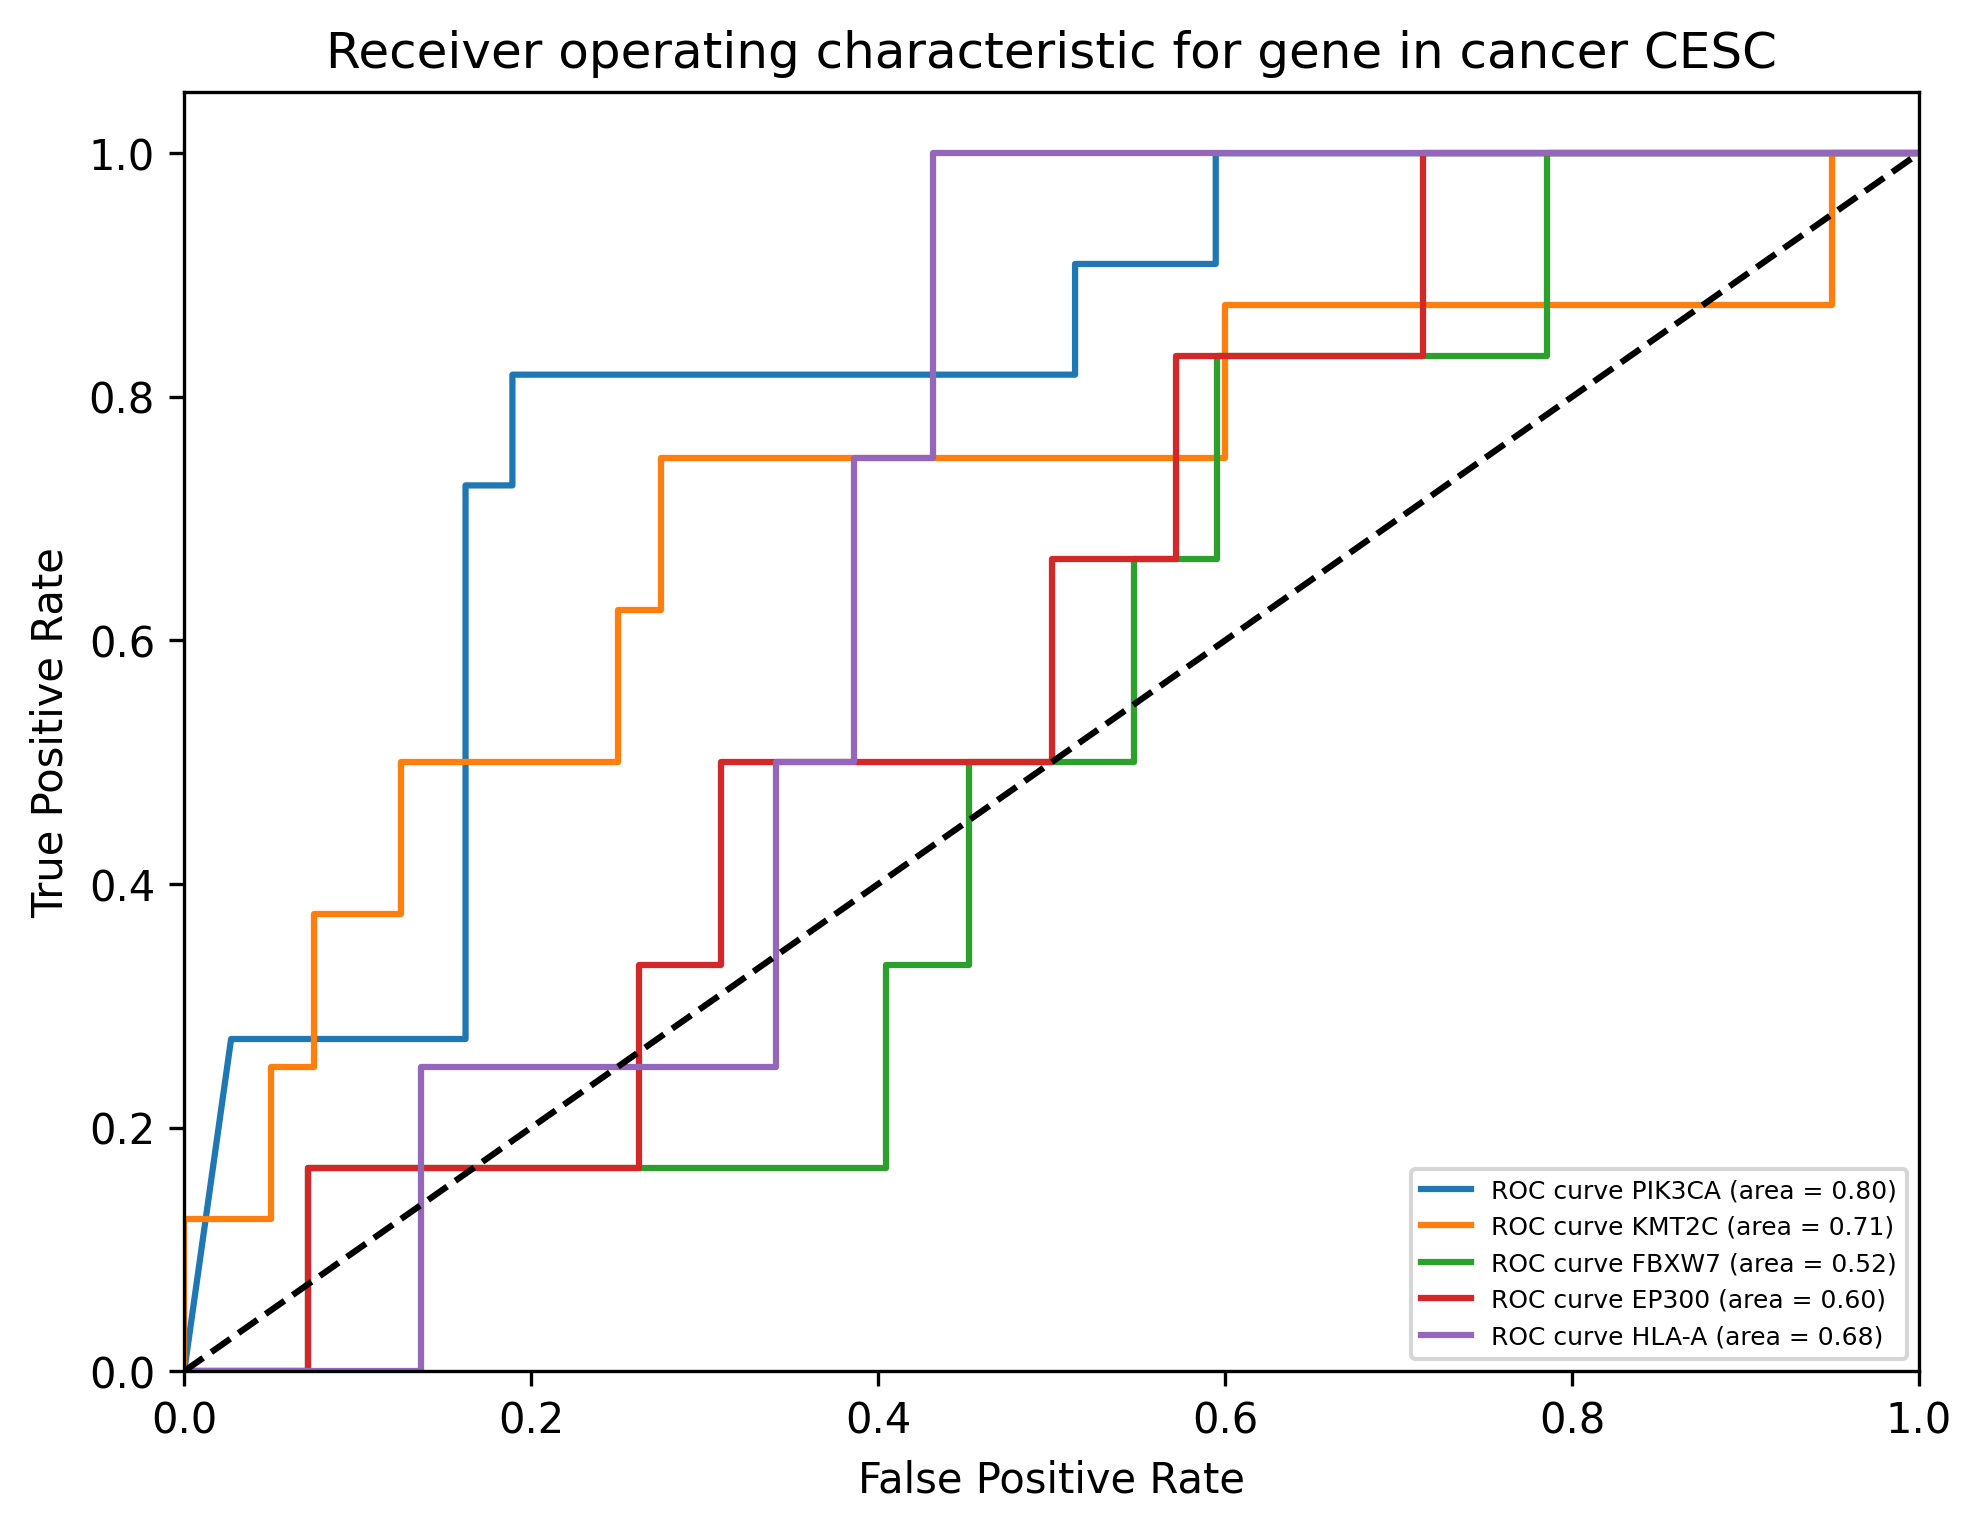 Receiver operating characteristic for gene in cancer CESC
True Positive Rate
1.0
0.8
0.6
0.4
0.2
0.0
0.0 0.2 0.4 0.6 0.8 1.0
False Positive Rate
ROC curve PIK3CA (area = 0.80)
ROC curve KMT2C (area = 0.71)
ROC curve FBXW7 (area = 0.52)
ROC curve EP300 (area = 0.60)
ROC curve HLA-A (area = 0.68)